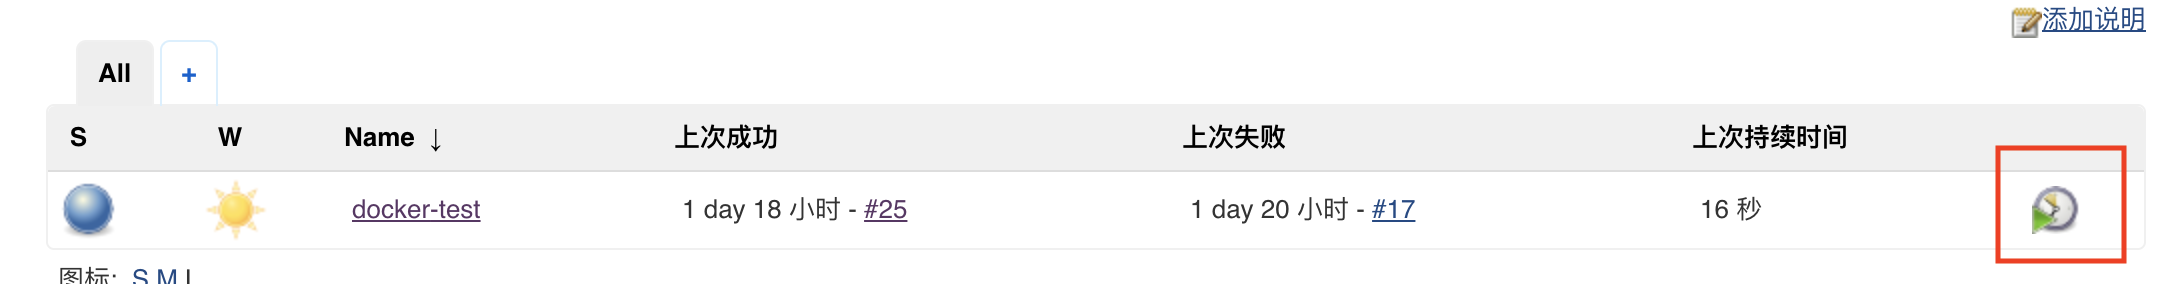 添加说明
All +
S W Name ↓ 上次成功 上次失败 上次持续时间
docker-test 1 day 18 小时 - #25 1 day 20 小时 - #17 16 秒
图标: S M L